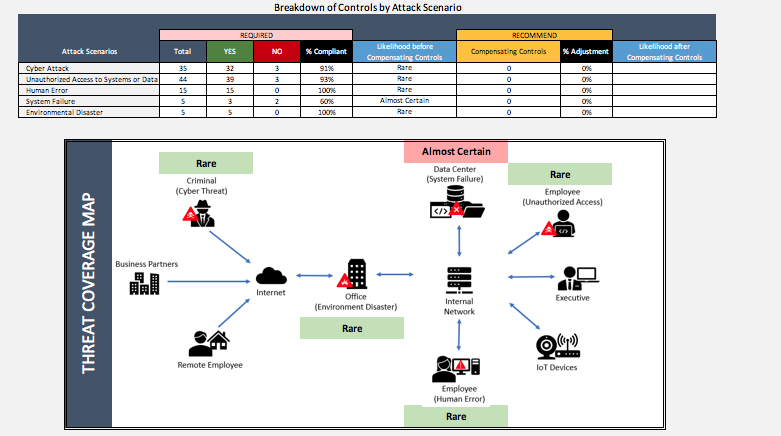 Breakdown of Controls by Attack Scenario
REQUIRED
RECOMMEND
Attack Scenarios Total YES NO % Compliant Likelihood before Compensating Controls Compensating Controls % Adjustment Likelihood after Compensating Controls
Cyber Attack 35 32 3 91% Rare 0 0%
Unauthorized Access to Systems or Data 44 39 3 93% Rare 0 0%
Human Error 15 15 0 100% Rare 0 0%
System Failure 5 3 2 60% Almost Certain 0 0%
Environmental Disaster 5 5 0 100% Rare 0 0%
THREAT COVERAGE MAP
Almost Certain
Data Center
(System Failure)
Rare
Criminal
(Cyber Threat)
Rare
Employee
(Unauthorized Access)
Business Partners
Internet
Office
(Environment Disaster)
Rare
Internal
Network
Executive
Remote Employee
IoT Devices
Employee
(Human Error)
Rare